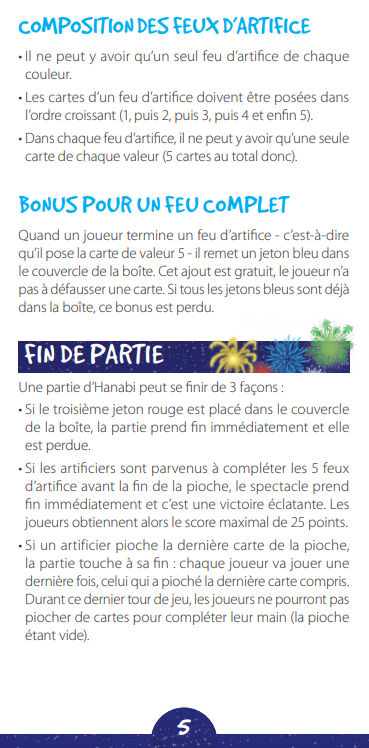 COMPOSITION DES FEUX D'ARTIFICE
• Il ne peut y avoir qu'un seul feu d'artifice de chaque
couleur.
• Les cartes d'un feu d'artifice doivent être posées dans
l'ordre croissant (1, puis 2, puis 3, puis 4 et enfin 5).
• Dans chaque feu d'artifice, il ne peut y avoir qu'une seule
carte de chaque valeur (5 cartes au total donc).
BONUS POUR UN FEU COMPLET
Quand un joueur termine un feu d'artifice - c'est-à-dire
qu'il pose la carte de valeur 5 - il remet un jeton bleu dans
le couvercle de la boîte. Cet ajout est gratuit, le joueur n'a
pas à défausser une carte. Si tous les jetons bleus sont déjà
dans la boîte, ce bonus est perdu.
FIN DE PARTIE
Une partie d'Hanabi peut se finir de 3 façons :
• Si le troisième jeton rouge est placé dans le couvercle
de la boîte, la partie prend fin immédiatement et elle
est perdue.
• Si les artificiers sont parvenus à compléter les 5 feux
d'artifice avant la fin de la pioche, le spectacle prend
fin immédiatement et c'est une victoire éclatante. Les
joueurs obtiennent alors le score maximal de 25 points.
• Si un artificier pioche la dernière carte de la pioche,
la partie touche à sa fin : chaque joueur va jouer une
dernière fois, celui qui a pioché la dernière carte compris.
Durant ce dernier tour de jeu, les joueurs ne pourront pas
piocher de cartes pour compléter leur main (la pioche
étant vide).
5